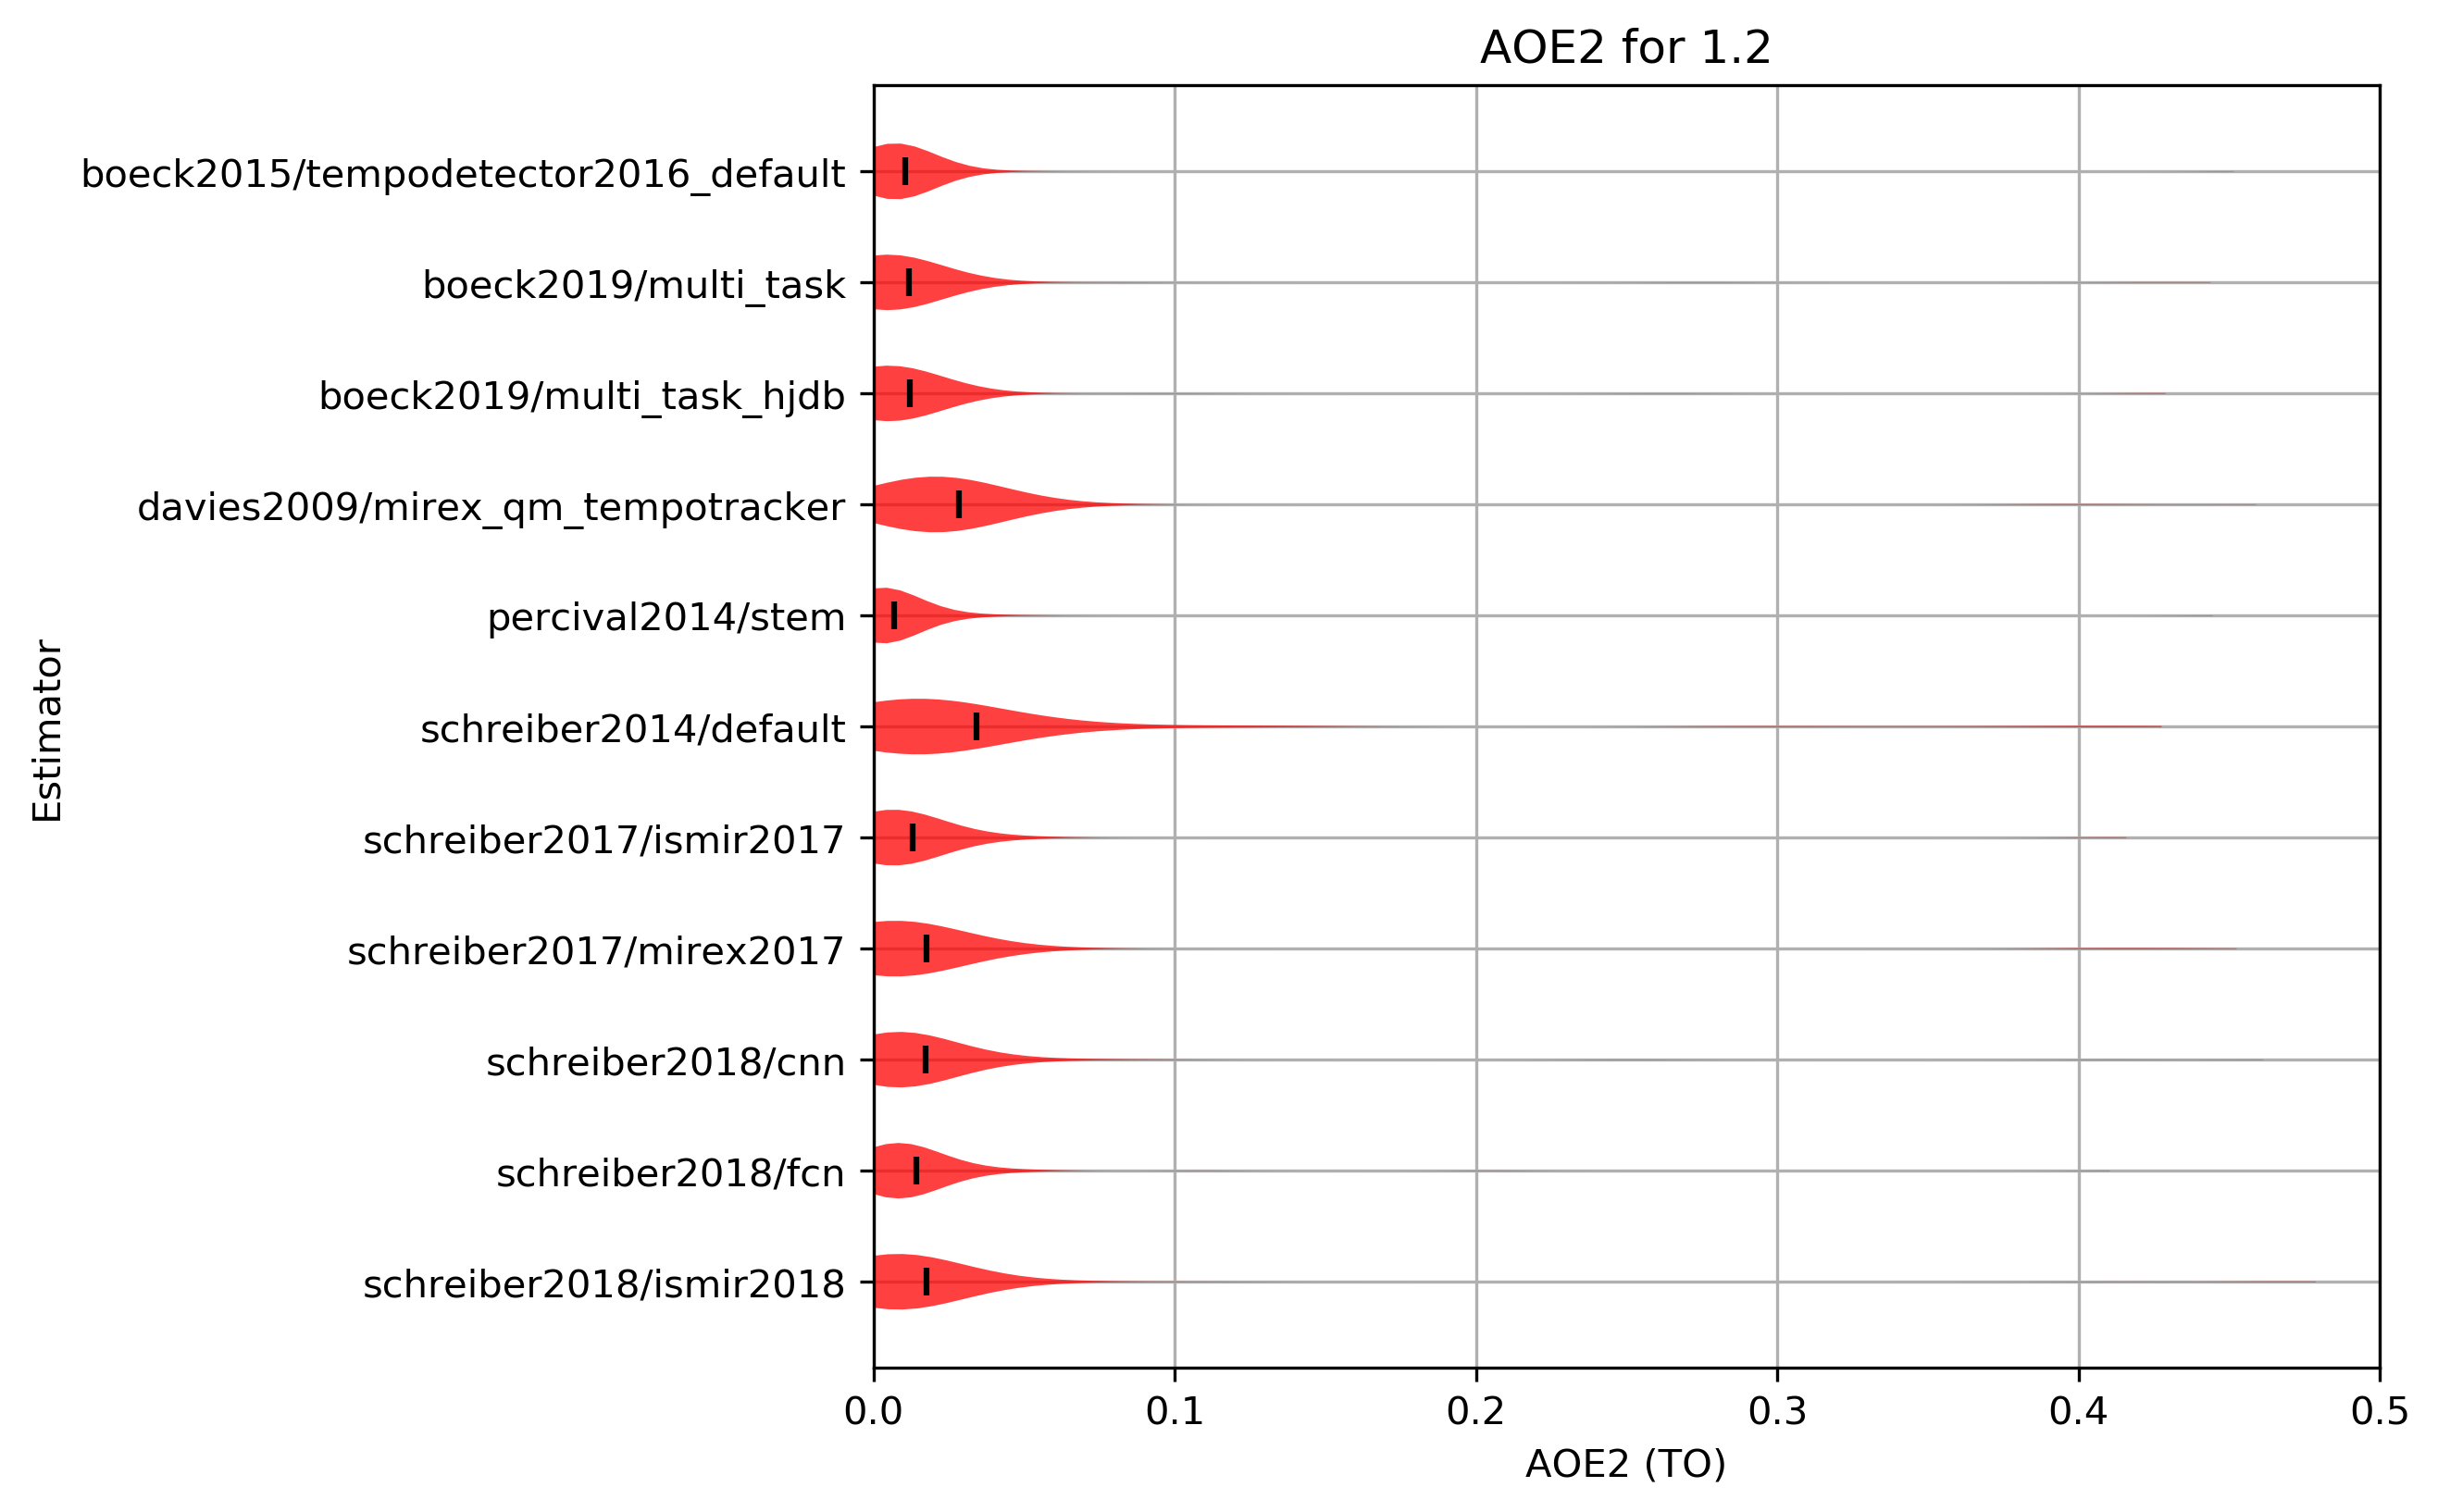 AOE2 for 1.2
boeck2015/tempodetector2016_default
boeck2019/multi_task
boeck2019/multi_task_hjdb
davies2009/mirex_qm_tempotracker
percival2014/stem
schreiber2014/default
schreiber2017/ismir2017
schreiber2017/mirex2017
schreiber2018/cnn
schreiber2018/fcn
schreiber2018/ismir2018
Estimator
0.0 0.1 0.2 0.3 0.4 0.5
AOE2 (TO)